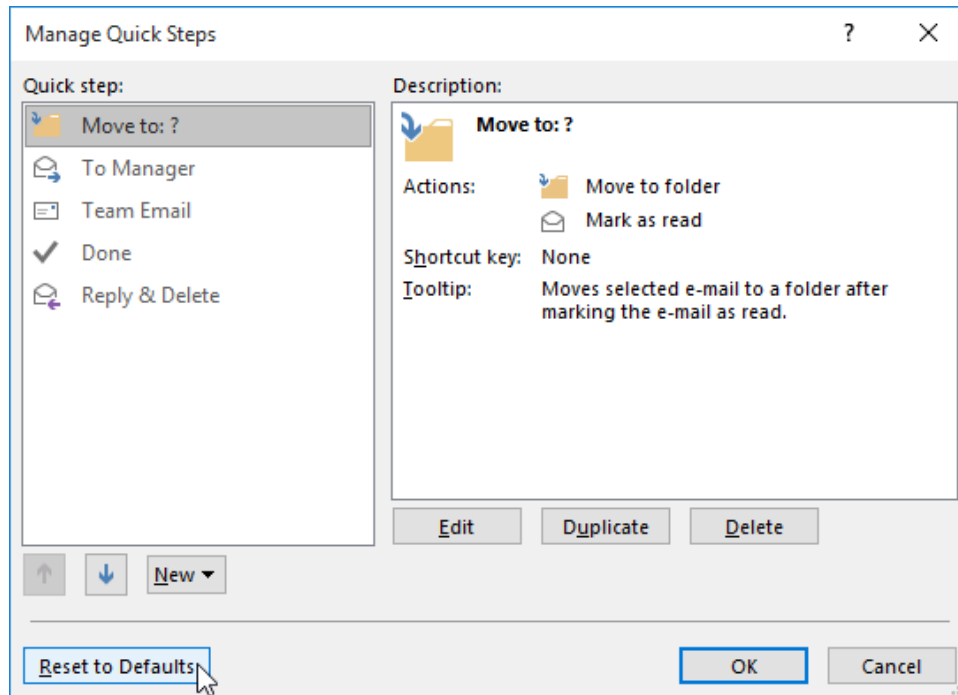 Manage Quick Steps
?
Quick step:
Move to: ?
To Manager
Team Email
Done
Reply & Delete
New
Description:
Move to: ?
Actions:
Move to folder
Mark as read
Shortcut key: None
Tooltip: Moves selected e-mail to a folder after
marking the e-mail as read.
Edit Duplicate Delete
Reset to Defaults
OK Cancel